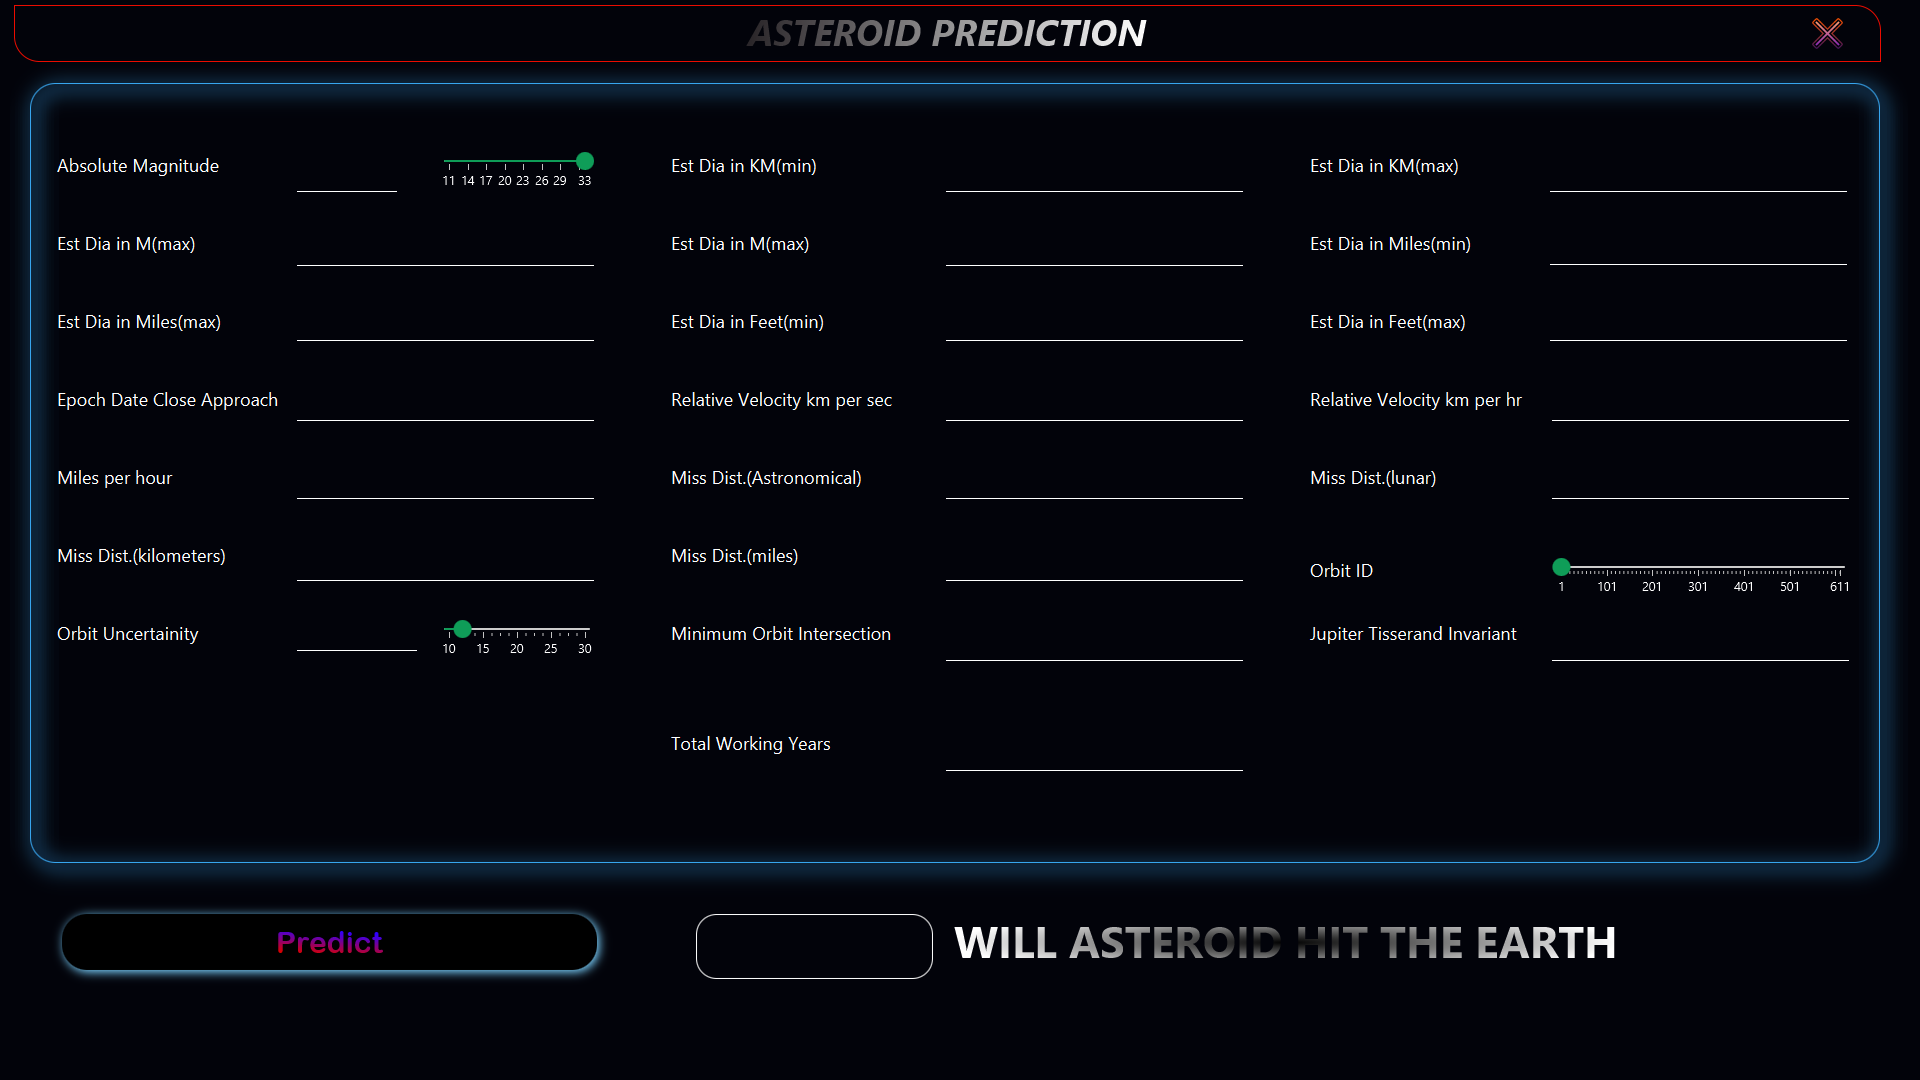 ASTEROID PREDICTION
Absolute Magnitude
11 14 17 20 23 26 29 33
Est Dia in KM(min)
Est Dia in KM(max)
Est Dia in M(max)
Est Dia in M(max)
Est Dia in Miles(min)
Est Dia in Miles(max)
Est Dia in Feet(min)
Est Dia in Feet(max)
Epoch Date Close Approach
Relative Velocity km per sec
Relative Velocity km per hr
Miles per hour
Miss Dist.(Astronomical)
Miss Dist.(lunar)
Miss Dist.(kilometers)
Miss Dist.(miles)
Orbit ID
1 101 201 301 401 501 611
Orbit Uncertainity
10 15 20 25 30
Minimum Orbit Intersection
Jupiter Tisserand Invariant
Total Working Years
Predict
WILL ASTEROID HIT THE EARTH